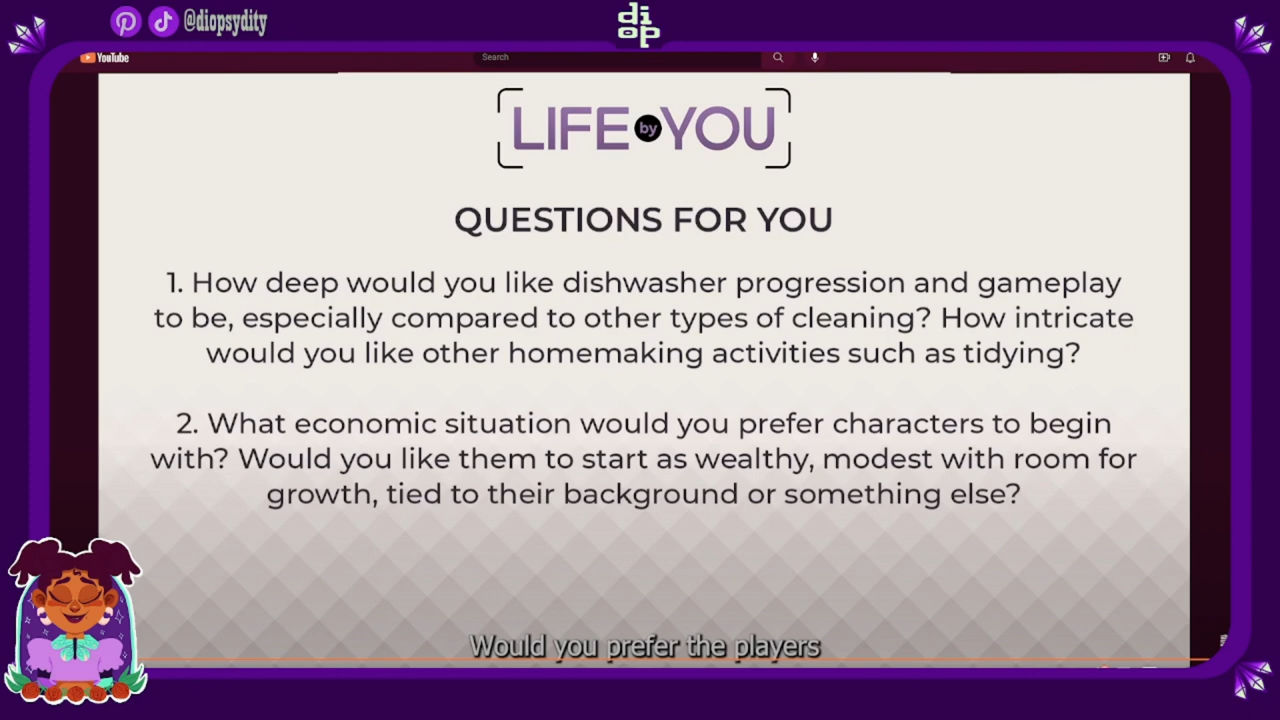 @diopsydity
di
op
YouTube
Search
LIFE by YOU
QUESTIONS FOR YOU
1. How deep would you like dishwasher progression and gameplay
to be, especially compared to other types of cleaning? How intricate
would you like other homemaking activities such as tidying?
2. What economic situation would you prefer characters to begin
with? Would you like them to start as wealthy, modest with room for
growth, tied to their background or something else?
Would you prefer the players